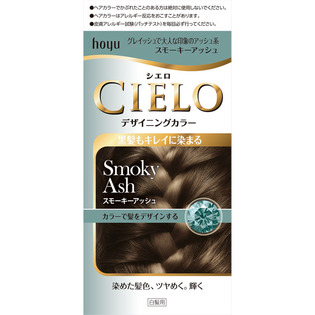 ●ヘアカラーでかぶれたことのある方は絶対に使用しないでください。
●ヘアカラーはアレルギー反応をおこすことがあります。
●皮膚アレルギー試験（パッチテスト）を毎回必ず行ってください。
hoyu
グレイッシュで大人な印象のアッシュ系
スモーキーアッシュ
シエロ
CIELO
デザイニングカラー
黒髪もキレイに染まる
Smoky
Ash
スモーキーアッシュ
カラーで髪をデザインする
染めた髪色、ツヤめく。輝く
白髪用